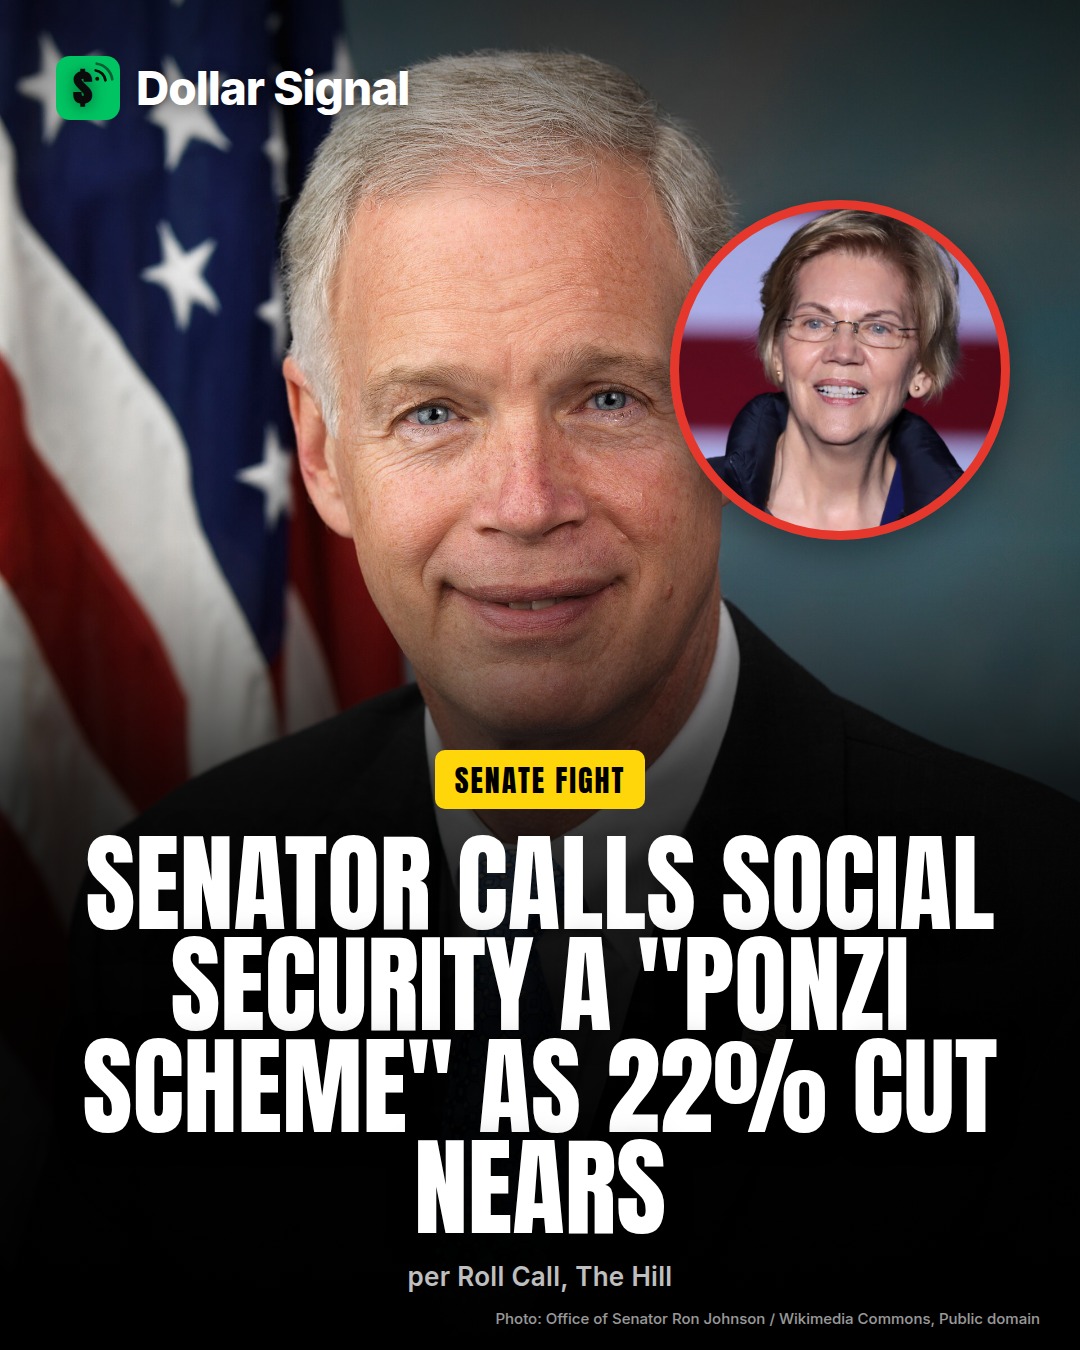 Dollar Signal
SENATE FIGHT
SENATOR CALLS SOCIAL
SECURITY A "PONZI
SCHEME" AS 22% CUT
NEARS
per Roll Call, The Hill
Photo: Office of Senator Ron Johnson / Wikimedia Commons, Public domain